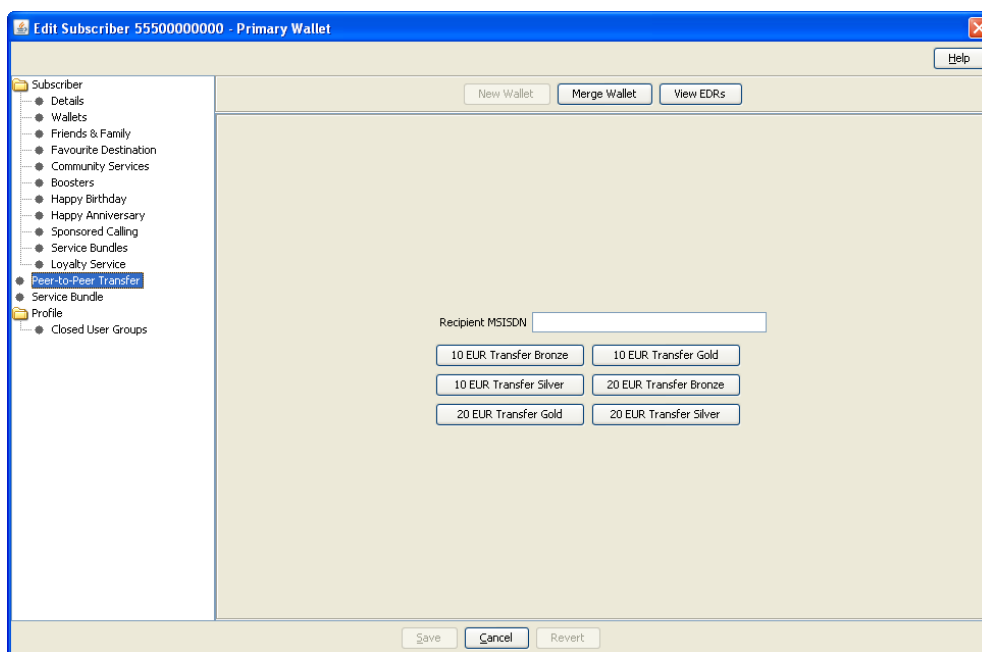 Edit Subscriber 55500000000 - Primary Wallet
Help
Subscriber
Details
Wallets
Friends & Family
Favourite Destination
Community Services
Boosters
Happy Birthday
Happy Anniversary
Sponsored Calling
Service Bundles
Loyalty Service
Peer-to-Peer Transfer
Service Bundle
Profile
Closed User Groups
New Wallet Merge Wallet View EDRs
Recipient MSISDN
10 EUR Transfer Bronze 10 EUR Transfer Gold
10 EUR Transfer Silver 20 EUR Transfer Bronze
20 EUR Transfer Gold 20 EUR Transfer Silver
Save Cancel Revert